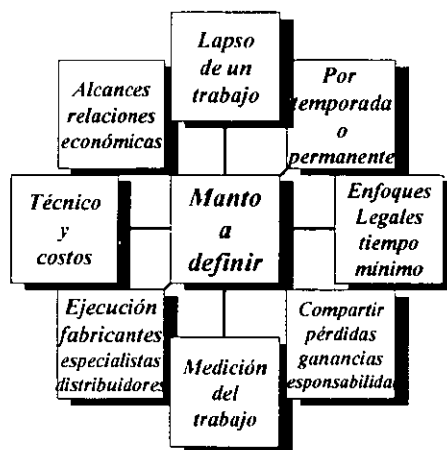 Lapso
de un
trabajo
Alcances
relaciones
económicas
Por
temporada
o
permanente
Técnico
y
costos
Manto
a
definir
Enfoques
Legales
tiempo
mínimo
Ejecución
fabricantes
especialistas
distribuidores
Medición
del
trabajo
Compartir
pérdidas
ganancias
esponsabilidad